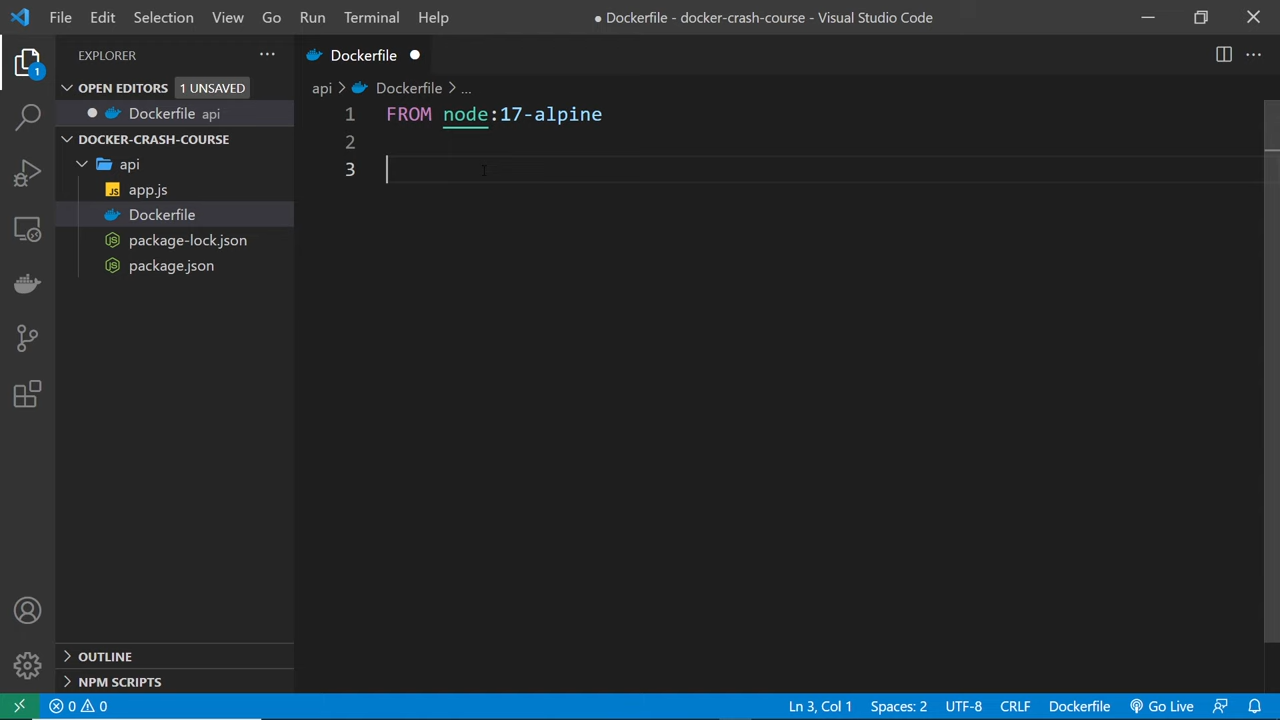 File Edit Selection View Go Run Terminal Help
● Dockerfile - docker-crash-course - Visual Studio Code
EXPLORER
1
OPEN EDITORS 1 UNSAVED
Dockerfile api
DOCKER-CRASH-COURSE
api
JS app.js
Dockerfile
package-lock.json
package.json
OUTLINE
NPM SCRIPTS
Dockerfile
api > Dockerfile > ...
1 FROM node:17-alpine
2
3
0 0
Ln 3, Col 1 Spaces: 2 UTF-8 CRLF Dockerfile Go Live